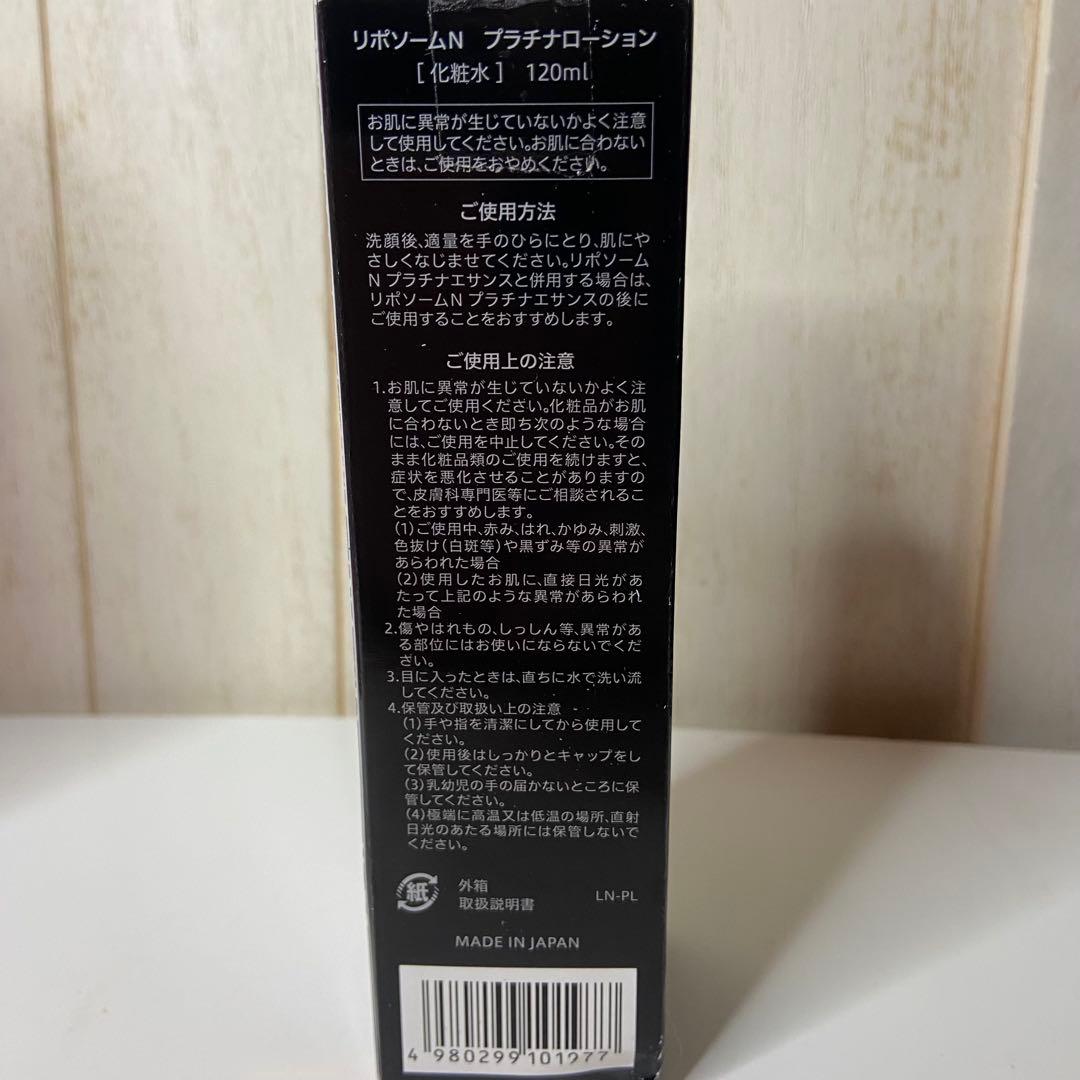 リポソームN プラチナローション
[ 化粧水 ] 120ml
お肌に異常が生じていないかよく注意
して使用してください。お肌に合わない
ときは、ご使用をおやめください。
ご使用方法
洗顔後、適量を手のひらにとり、肌にや
さしくなじませてください。リポソーム
N プラチナエサンスと併用する場合は、
リポソームN プラチナエサンスの後に
ご使用することをおすすめします。
ご使用上の注意
1.お肌に異常が生じていないかよく注
意してご使用ください。化粧品がお肌
に合わないとき即ち次のような場合
には、ご使用を中止してください。その
まま化粧品類のご使用を続けますと、
症状を悪化させることがありますの
で、皮膚科専門医等にご相談されるこ
とをおすすめします。
(1)ご使用中、赤み、はれ、かゆみ、刺激、
色抜け(白斑等)や黒ずみ等の異常が
あらわれた場合
(2)使用したお肌に、直接日光があ
たって上記のような異常があらわれ
た場合
2.傷やはれもの、しっしん等、異常があ
る部位にはお使いにならないでくだ
さい。
3.目に入ったときは、直ちに水で洗い流
してください。
4.保管及び取扱い上の注意
(1)手や指を清潔にしてから使用して
ください。
(2)使用後はしっかりとキャップをし
て保管してください。
(3)乳幼児の手の届かないところに保
管してください。
(4)極端に高温又は低温の場所、直射
日光のあたる場所には保管しないで
ください。
紙
外箱
取扱説明書
LN-PL
MADE IN JAPAN
4 980299 101977